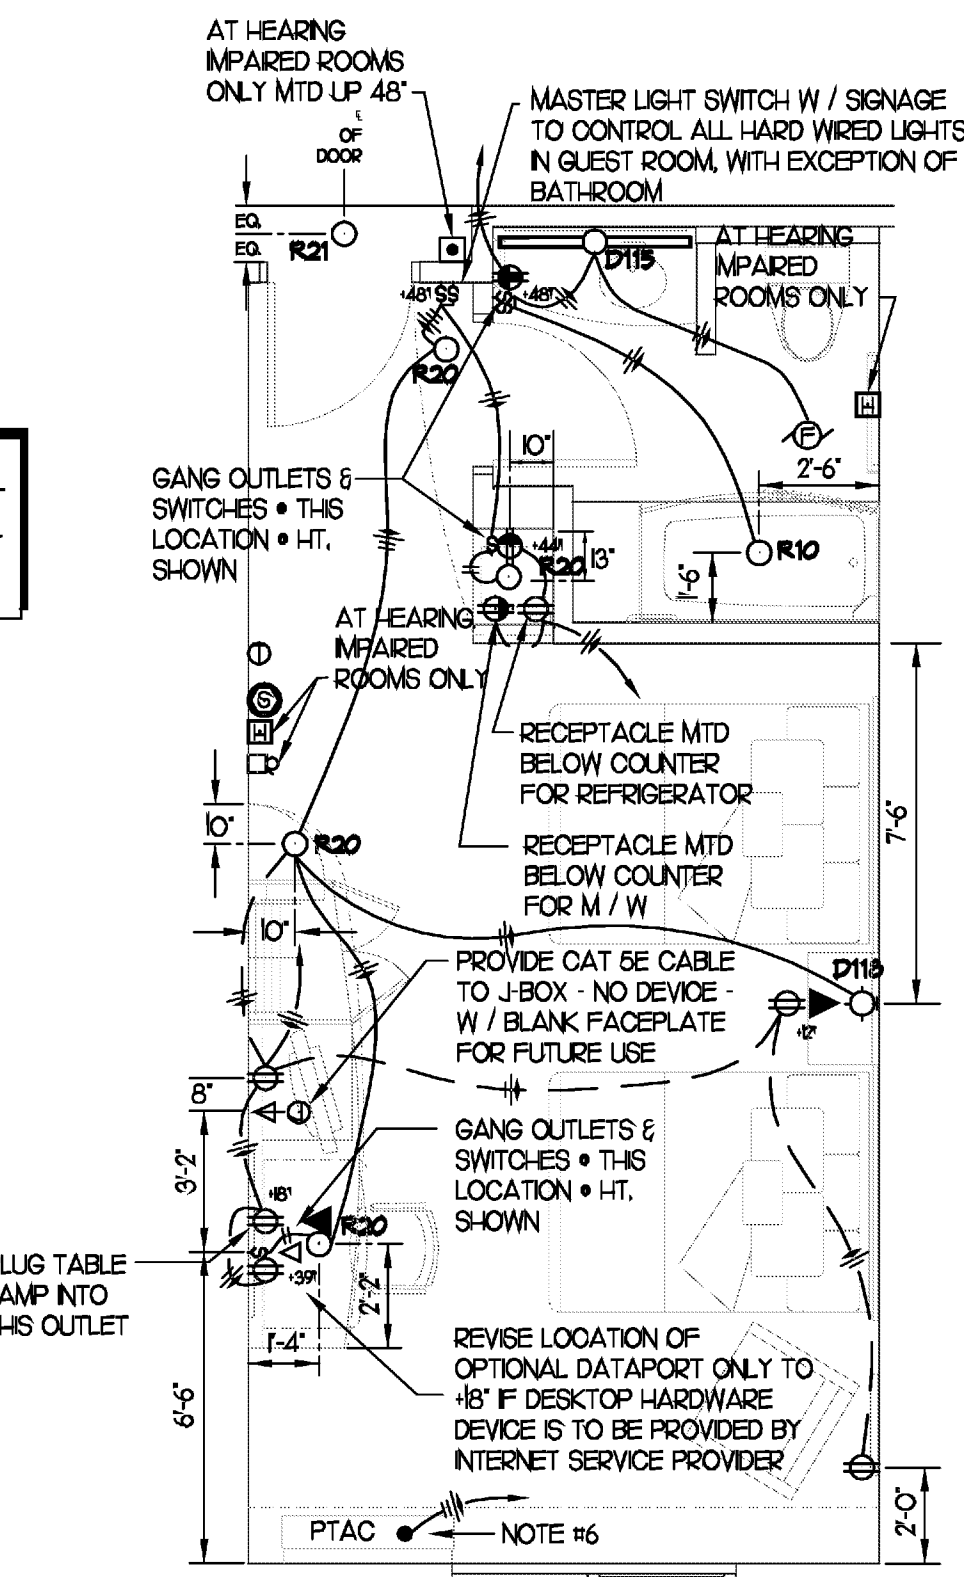 AT HEARING
IMPAIRED ROOMS
ONLY MTD UP 48"
MASTER LIGHT SWITCH W / SIGNAGE
TO CONTROL ALL HARD WIRED LIGHTS
IN GUEST ROOM, WITH EXCEPTION OF
BATHROOM
OF
DOOR
EQ.
EQ.
R21
D115
AT HEARING
IMPAIRED
ROOMS ONLY
+48" SS
+48"
SS
R20
10"
F
2'-6"
GANG OUTLETS &
SWITCHES @ THIS
LOCATION @ HT.
SHOWN
S
+44"
R20
13"
R10
1'-6"
AT HEARING
IMPAIRED
ROOMS ONLY
S
RECEPTACLE MTD
BELOW COUNTER
FOR REFRIGERATOR
7'-6"
10"
R20
RECEPTACLE MTD
BELOW COUNTER
FOR M / W
10"
PROVIDE CAT 5E CABLE
TO J-BOX - NO DEVICE -
W / BLANK FACEPLATE
FOR FUTURE USE
D113
+12"
8"
3'-2"
GANG OUTLETS &
SWITCHES @ THIS
LOCATION @ HT.
SHOWN
+18"
R20
S
+39"
LUG TABLE
AMP INTO
HIS OUTLET
2'-2"
1'-4"
6'-6"
REVISE LOCATION OF
OPTIONAL DATAPORT ONLY TO
+18" IF DESKTOP HARDWARE
DEVICE IS TO BE PROVIDED BY
INTERNET SERVICE PROVIDER
2'-0"
PTAC
NOTE #6